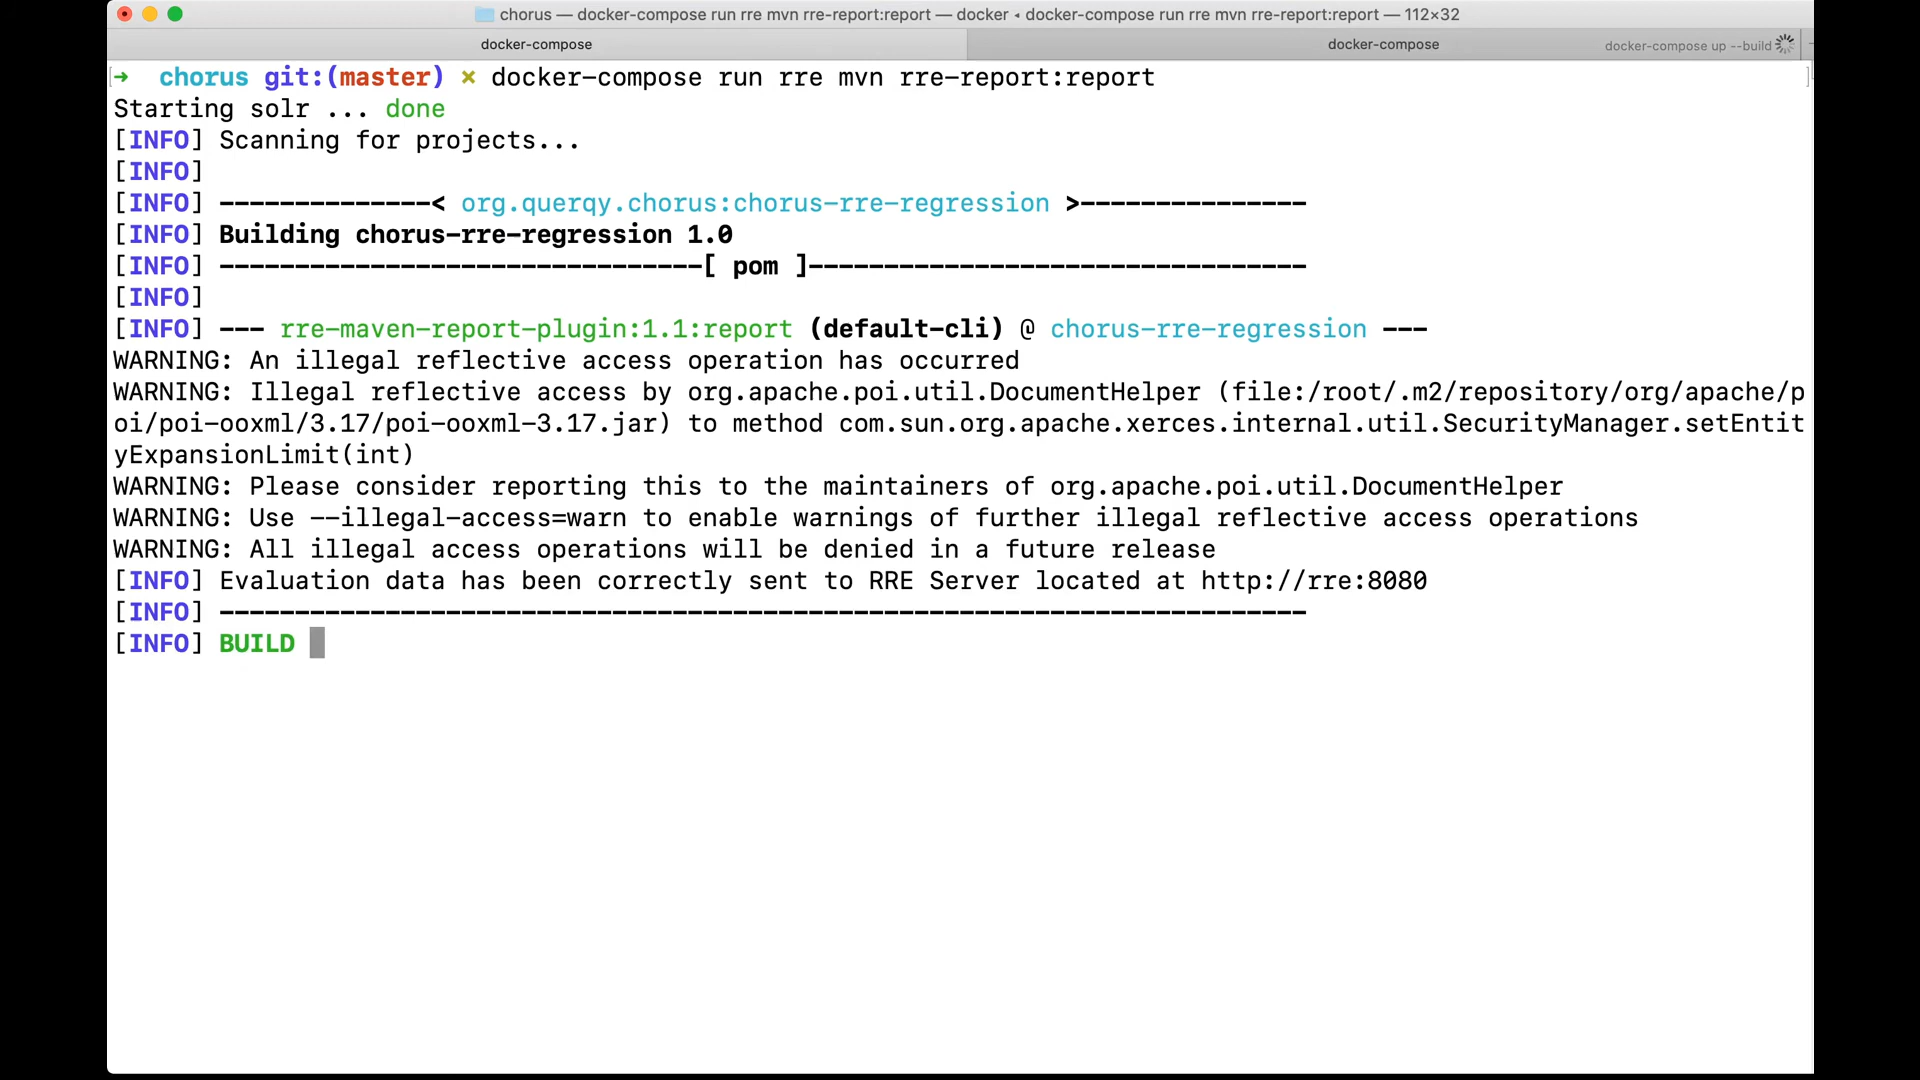 chorus — docker-compose run rre mvn rre-report:report — docker ◂ docker-compose run rre mvn rre-report:report — 112×32
docker-compose docker-compose docker-compose up --build
➜ chorus git:(master) × docker-compose run rre mvn rre-report:report
Starting solr ... done
[INFO] Scanning for projects...
[INFO]
[INFO] --------------< org.querqy.chorus:chorus-rre-regression >---------------
[INFO] Building chorus-rre-regression 1.0
[INFO] --------------------------------[ pom ]---------------------------------
[INFO]
[INFO] --- rre-maven-report-plugin:1.1:report (default-cli) @ chorus-rre-regression ---
WARNING: An illegal reflective access operation has occurred
WARNING: Illegal reflective access by org.apache.poi.util.DocumentHelper (file:/root/.m2/repository/org/apache/p
oi/poi-ooxml/3.17/poi-ooxml-3.17.jar) to method com.sun.org.apache.xerces.internal.util.SecurityManager.setEntit
yExpansionLimit(int)
WARNING: Please consider reporting this to the maintainers of org.apache.poi.util.DocumentHelper
WARNING: Use --illegal-access=warn to enable warnings of further illegal reflective access operations
WARNING: All illegal access operations will be denied in a future release
[INFO] Evaluation data has been correctly sent to RRE Server located at http://rre:8080
[INFO] ------------------------------------------------------------------------
[INFO] BUILD